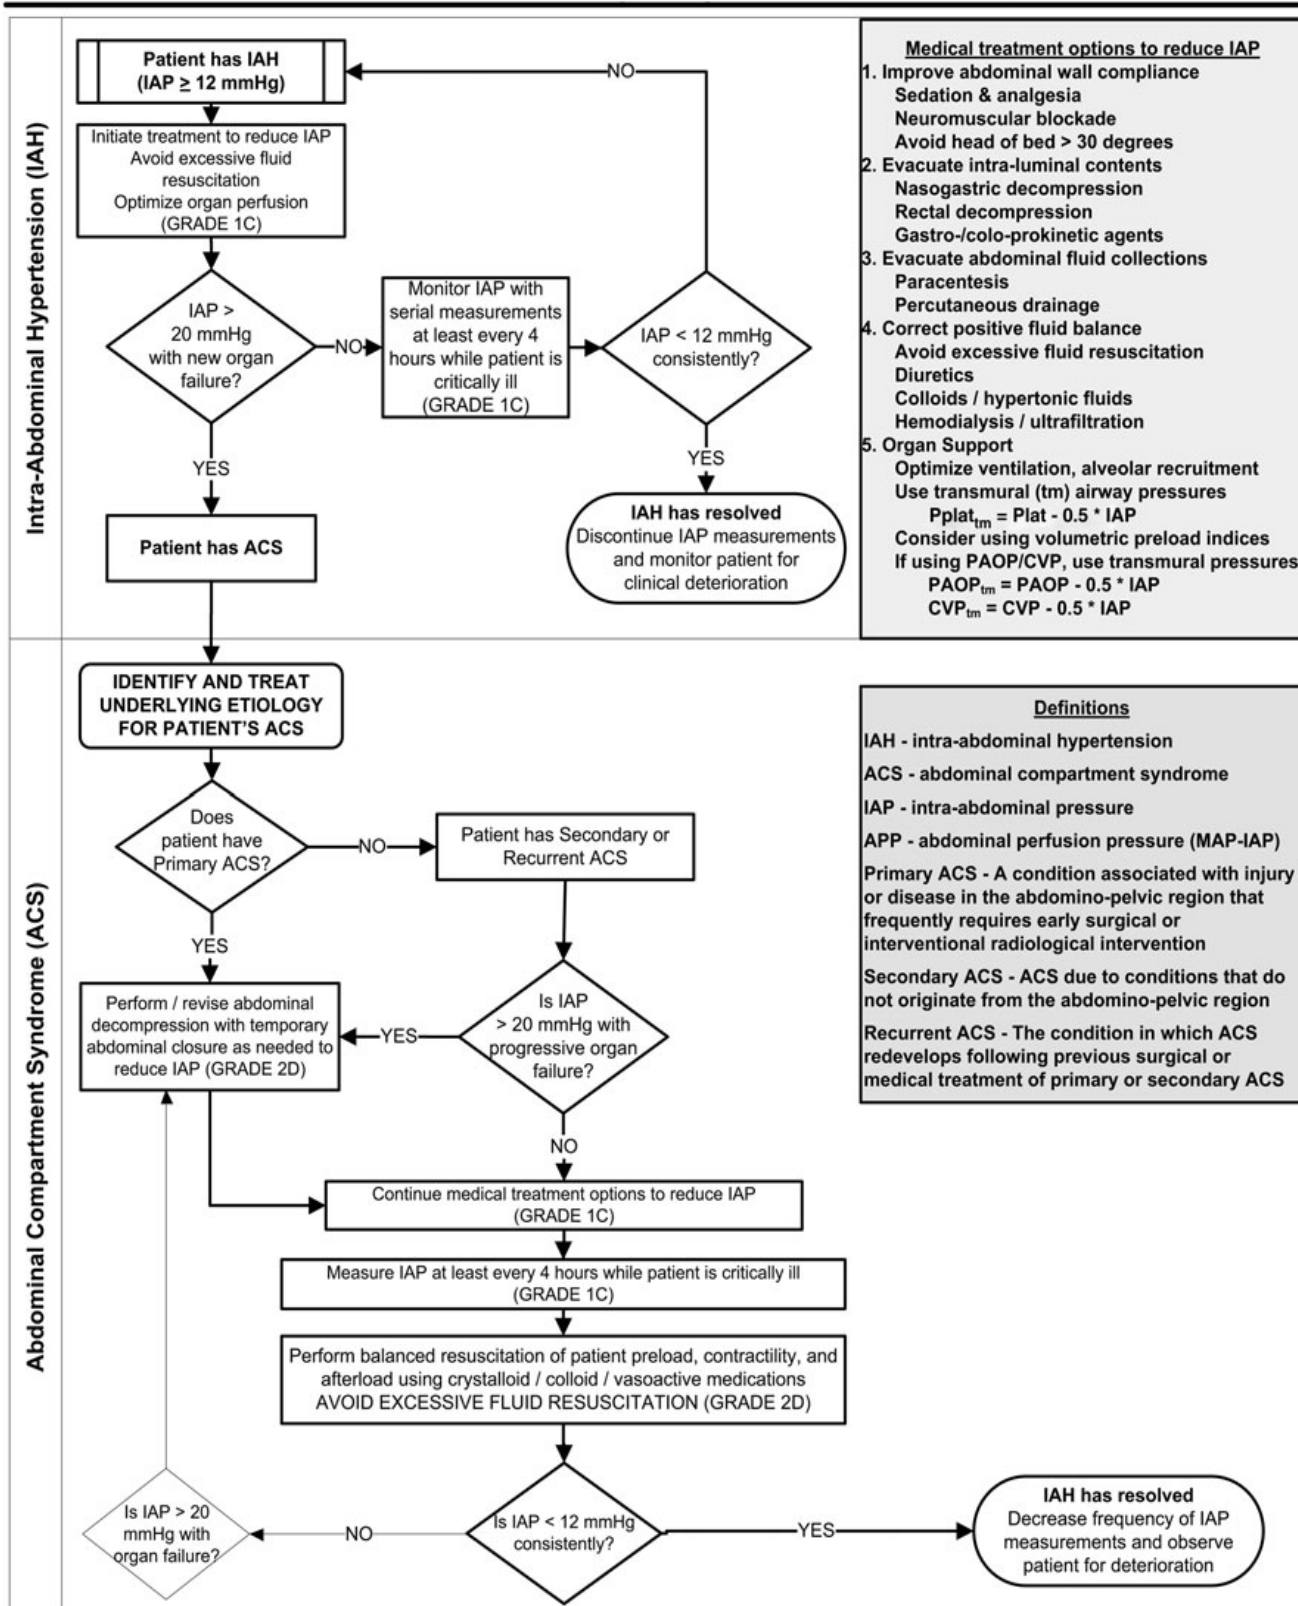 Intra-Abdominal Hypertension (IAH)
Patient has IAH
(IAP ≥ 12 mmHg)
NO
Initiate treatment to reduce IAP
Avoid excessive fluid
resuscitation
Optimize organ perfusion
(GRADE 1C)
IAP >
20 mmHg
with new organ
failure?
NO
Monitor IAP with
serial measurements
at least every 4
hours while patient is
critically ill
(GRADE 1C)
IAP < 12 mmHg
consistently?
YES
YES
IAH has resolved
Discontinue IAP measurements
and monitor patient for
clinical deterioration
Patient has ACS
Medical treatment options to reduce IAP
1. Improve abdominal wall compliance
Sedation & analgesia
Neuromuscular blockade
Avoid head of bed > 30 degrees
2. Evacuate intra-luminal contents
Nasogastric decompression
Rectal decompression
Gastro-/colo-prokinetic agents
3. Evacuate abdominal fluid collections
Paracentesis
Percutaneous drainage
4. Correct positive fluid balance
Avoid excessive fluid resuscitation
Diuretics
Colloids / hypertonic fluids
Hemodialysis / ultrafiltration
5. Organ Support
Optimize ventilation, alveolar recruitment
Use transmural (tm) airway pressures
Pplattm = Plat - 0.5 * IAP
Consider using volumetric preload indices
If using PAOP/CVP, use transmural pressures
PAOPtm = PAOP - 0.5 * IAP
CVPtm = CVP - 0.5 * IAP
Abdominal Compartment Syndrome (ACS)
IDENTIFY AND TREAT
UNDERLYING ETIOLOGY
FOR PATIENT'S ACS
Does
patient have
Primary ACS?
NO
Patient has Secondary or
Recurrent ACS
YES
Perform / revise abdominal
decompression with temporary
abdominal closure as needed to
reduce IAP (GRADE 2D)
YES
Is IAP
> 20 mmHg with
progressive organ
failure?
NO
Continue medical treatment options to reduce IAP
(GRADE 1C)
Measure IAP at least every 4 hours while patient is critically ill
(GRADE 1C)
Perform balanced resuscitation of patient preload, contractility, and
afterload using crystalloid / colloid / vasoactive medications
AVOID EXCESSIVE FLUID RESUSCITATION (GRADE 2D)
Is IAP > 20
mmHg with
organ failure?
NO
Is IAP < 12 mmHg
consistently?
YES
IAH has resolved
Decrease frequency of IAP
measurements and observe
patient for deterioration
Definitions
IAH - intra-abdominal hypertension
ACS - abdominal compartment syndrome
IAP - intra-abdominal pressure
APP - abdominal perfusion pressure (MAP-IAP)
Primary ACS - A condition associated with injury
or disease in the abdomino-pelvic region that
frequently requires early surgical or
interventional radiological intervention
Secondary ACS - ACS due to conditions that do
not originate from the abdomino-pelvic region
Recurrent ACS - The condition in which ACS
redevelops following previous surgical or
medical treatment of primary or secondary ACS